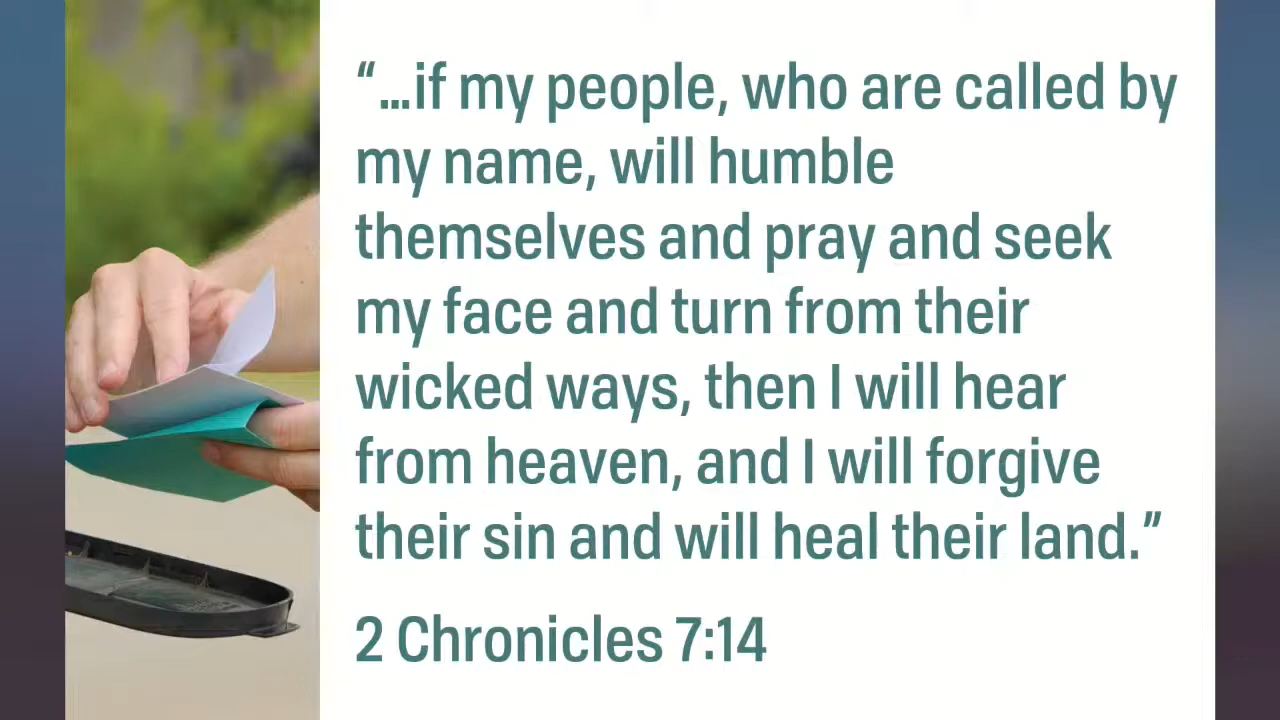 “...if my people, who are called by
my name, will humble
themselves and pray and seek
my face and turn from their
wicked ways, then I will hear
from heaven, and I will forgive
their sin and will heal their land.”
2 Chronicles 7:14